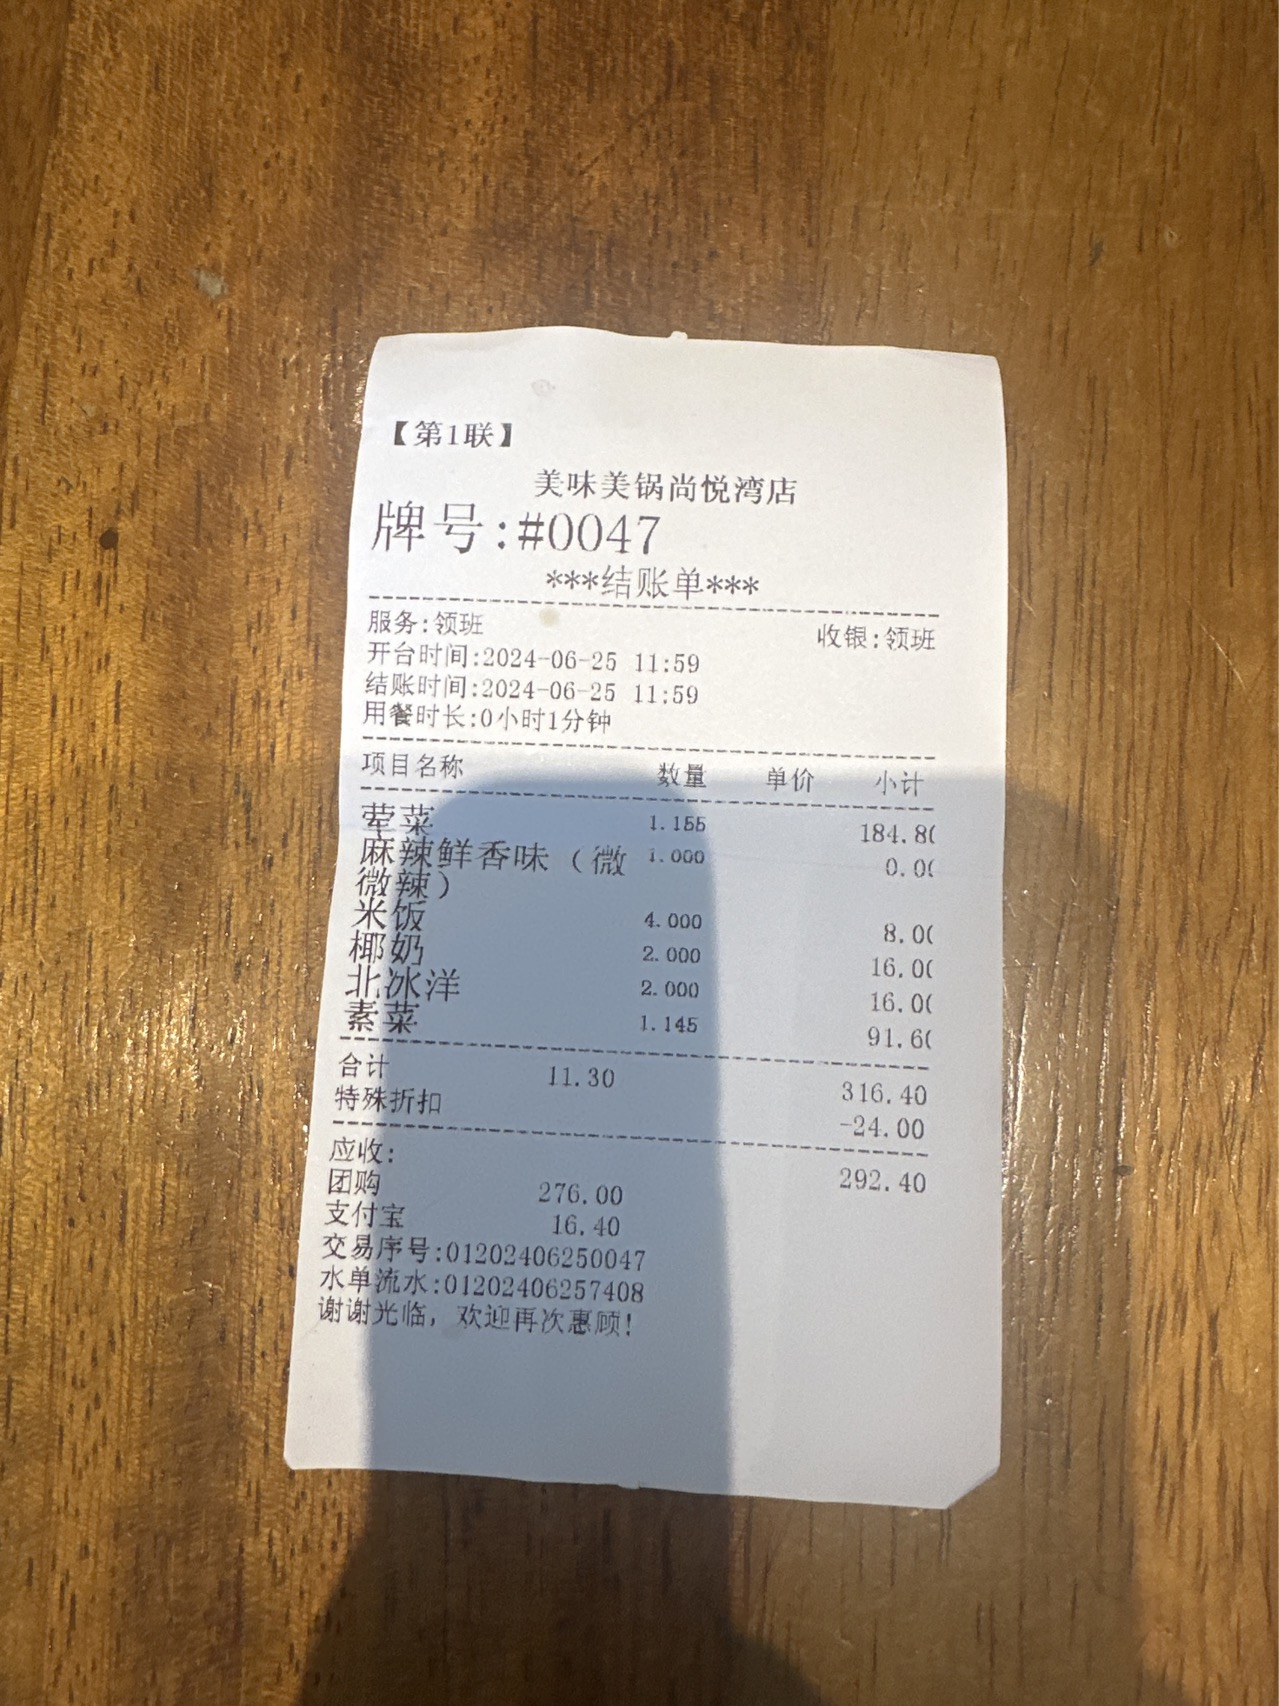 【第1联】
美味美锅尚悦湾店
牌号:#0047
***结账单***
服务:领班 收银:领班
开台时间:2024-06-25 11:59
结账时间:2024-06-25 11:59
用餐时长:0小时1分钟
项目名称 数量 单价 小计
荤菜 1.155 184.80
麻辣鲜香味（微 1.000 0.00
微辣）
米饭 4.000 8.00
椰奶 2.000 16.00
北冰洋 2.000 16.00
素菜 1.145 91.60
合计 11.30 316.40
特殊折扣 -24.00
应收: 292.40
团购 276.00
支付宝 16.40
交易序号:01202406250047
水单流水:01202406257408
谢谢光临，欢迎再次惠顾！